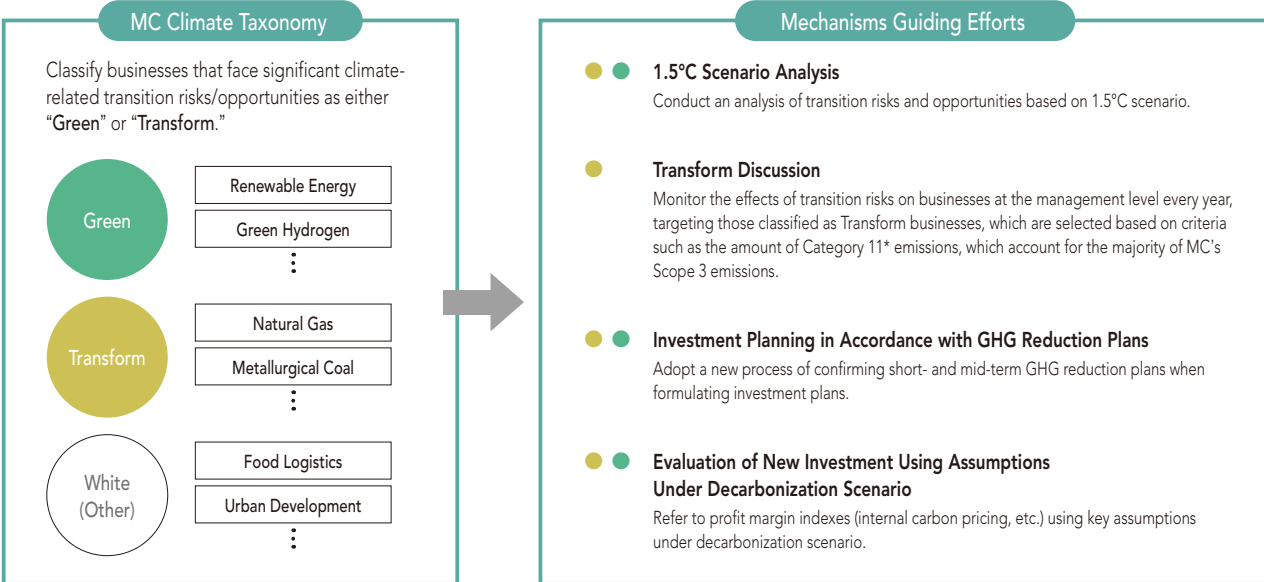 MC Climate Taxonomy
Classify businesses that face significant climate-
related transition risks/opportunities as either
“Green” or “Transform.”
Green
Renewable Energy
Green Hydrogen
Transform
Natural Gas
Metallurgical Coal
White
(Other)
Food Logistics
Urban Development
Mechanisms Guiding Efforts
1.5°C Scenario Analysis
Conduct an analysis of transition risks and opportunities based on 1.5°C scenario.
Transform Discussion
Monitor the effects of transition risks on businesses at the management level every year,
targeting those classified as Transform businesses, which are selected based on criteria
such as the amount of Category 11* emissions, which account for the majority of MC’s
Scope 3 emissions.
Investment Planning in Accordance with GHG Reduction Plans
Adopt a new process of confirming short- and mid-term GHG reduction plans when
formulating investment plans.
Evaluation of New Investment Using Assumptions
Under Decarbonization Scenario
Refer to profit margin indexes (internal carbon pricing, etc.) using key assumptions
under decarbonization scenario.